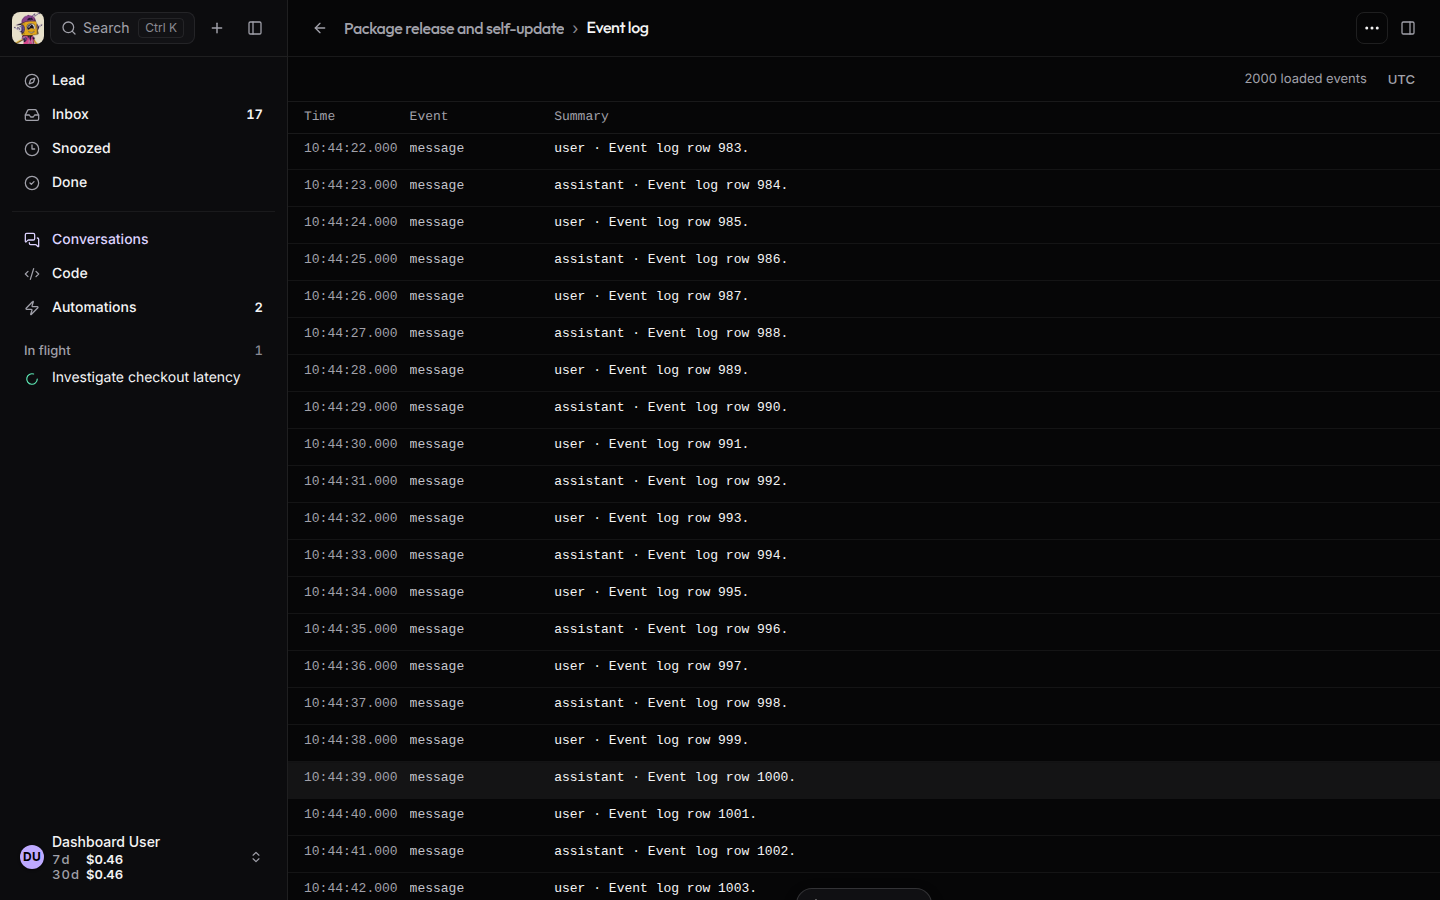 Search Ctrl K
Package release and self-update › Event log
Lead
Inbox 17
Snoozed
Done
Conversations
Code
Automations 2
In flight 1
Investigate checkout latency
Dashboard User
7d $0.46
30d $0.46
DU
2000 loaded events UTC
Time Event Summary
10:44:22.000 message user · Event log row 983.
10:44:23.000 message assistant · Event log row 984.
10:44:24.000 message user · Event log row 985.
10:44:25.000 message assistant · Event log row 986.
10:44:26.000 message user · Event log row 987.
10:44:27.000 message assistant · Event log row 988.
10:44:28.000 message user · Event log row 989.
10:44:29.000 message assistant · Event log row 990.
10:44:30.000 message user · Event log row 991.
10:44:31.000 message assistant · Event log row 992.
10:44:32.000 message user · Event log row 993.
10:44:33.000 message assistant · Event log row 994.
10:44:34.000 message user · Event log row 995.
10:44:35.000 message assistant · Event log row 996.
10:44:36.000 message user · Event log row 997.
10:44:37.000 message assistant · Event log row 998.
10:44:38.000 message user · Event log row 999.
10:44:39.000 message assistant · Event log row 1000.
10:44:40.000 message user · Event log row 1001.
10:44:41.000 message assistant · Event log row 1002.
10:44:42.000 message user · Event log row 1003.